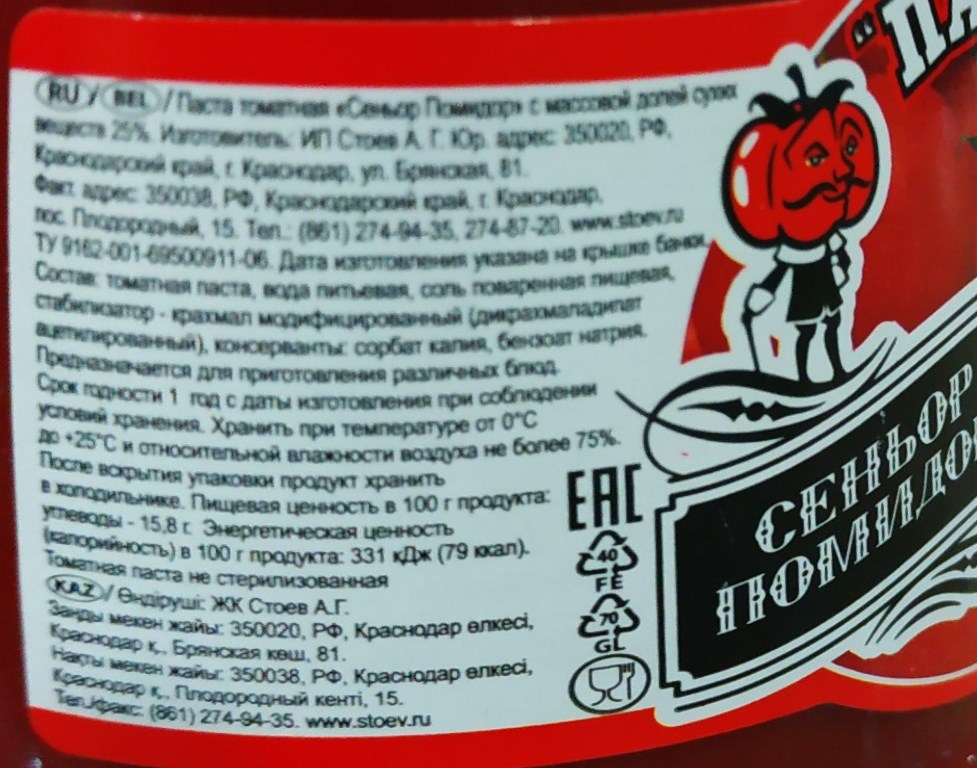 RU / BEL / Паста томатная «Сеньор Помидор» с массовой долей сухих
веществ 25%. Изготовитель: ИП Стоев А. Г. Юр. адрес: 350020, РФ,
Краснодарский край, г. Краснодар, ул. Брянская, 81.
Факт. адрес: 350038, РФ, Краснодарский край, г. Краснодар,
пос. Плодородный, 15. Тел.: (861) 274-94-35, 274-87-20. www.stoev.ru
ТУ 9162-001-69500911-06. Дата изготовления указана на крышке банки.
Состав: томатная паста, вода питьевая, соль поваренная пищевая,
стабилизатор - крахмал модифицированный (дикрахмаладипат
ацетилированный), консерванты: сорбат калия, бензоат натрия.
Предназначается для приготовления различных блюд.
Срок годности 1 год с даты изготовления при соблюдении
условий хранения. Хранить при температуре от 0°C
до +25°C и относительной влажности воздуха не более 75%.
После вскрытия упаковки продукт хранить
в холодильнике. Пищевая ценность в 100 г продукта:
углеводы - 15,8 г. Энергетическая ценность
(калорийность) в 100 г продукта: 331 кДж (79 ккал).
Томатная паста не стерилизованная
KAZ / Өндіруші: ЖК Стоев А.Г.
Заңды мекен жайы: 350020, РФ, Краснодар өлкесі,
Краснодар қ., Брянская көш, 81.
Нақты мекен жайы: 350038, РФ, Краснодар өлкесі,
Краснодар қ., Плодородный кенті, 15.
Тел./факс: (861) 274-94-35. www.stoev.ru
EAC
40
FE
70
GL
"ПА
СЕНЬОР
ПОМИДО